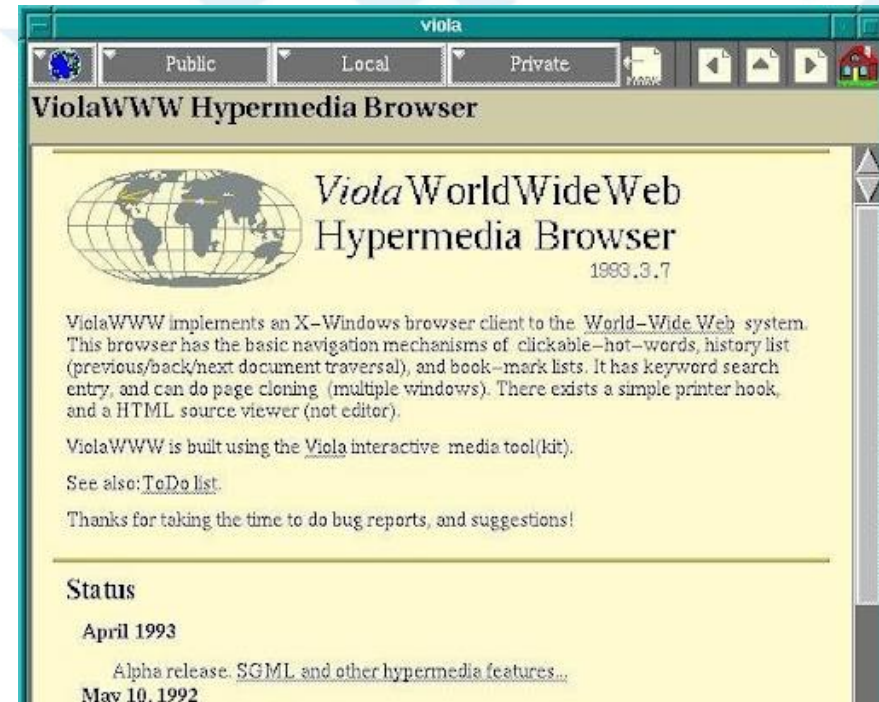 viola
Public Local Private MARK
ViolaWWW Hypermedia Browser
Viola WorldWideWeb
Hypermedia Browser
1993.3.7
ViolaWWW implements an X-Windows browser client to the World-Wide Web system.
This browser has the basic navigation mechanisms of clickable-hot-words, history list
(previous/back/next document traversal), and book-mark lists. It has keyword search
entry, and can do page cloning (multiple windows). There exists a simple printer hook,
and a HTML source viewer (not editor).
ViolaWWW is built using the Viola interactive media tool(kit).
See also: ToDo list.
Thanks for taking the time to do bug reports, and suggestions!
Status
April 1993
Alpha release. SGML and other hypermedia features...
May 10, 1992